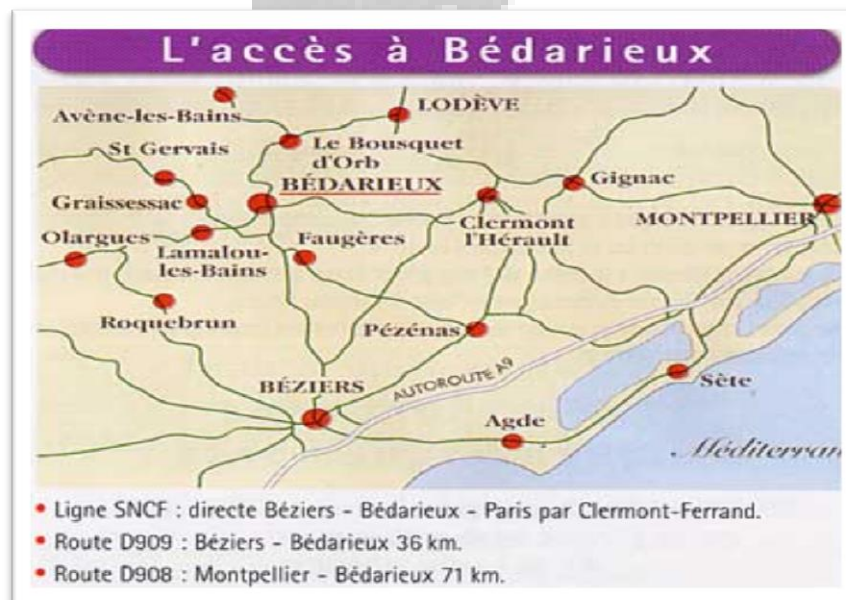 L'accès à Bédarieux
Avène-les-Bains
LODÈVE
St Gervais
Le Bousquet
d'Orb
BÉDARIEUX
Gignac
Graissessac
MONTPELLIER
Clermont
l'Hérault
Olargues
Faugères
Lamalou-
les-Bains
Roquebrun
Pézénas
BÉZIERS
AUTOROUTE A9
Sète
Agde
Méditerran
• Ligne SNCF : directe Béziers - Bédarieux - Paris par Clermont-Ferrand.
• Route D909 : Béziers - Bédarieux 36 km.
• Route D908 : Montpellier - Bédarieux 71 km.